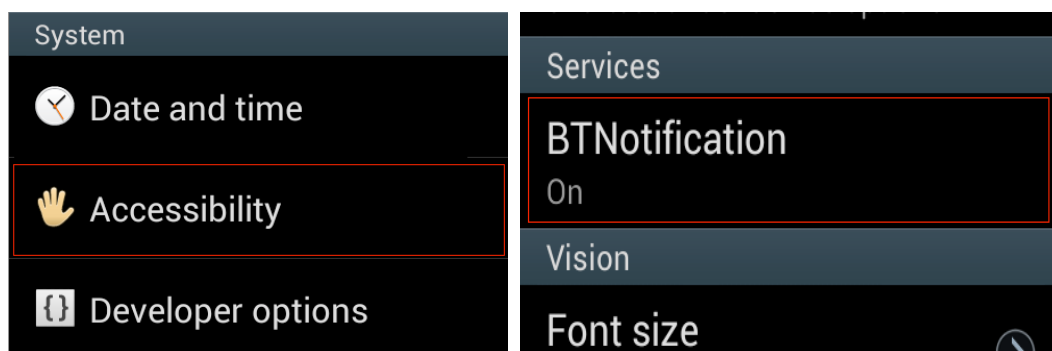 System
Date and time
Accessibility
{} Developer options
Services
BTNotification
On
Vision
Font size